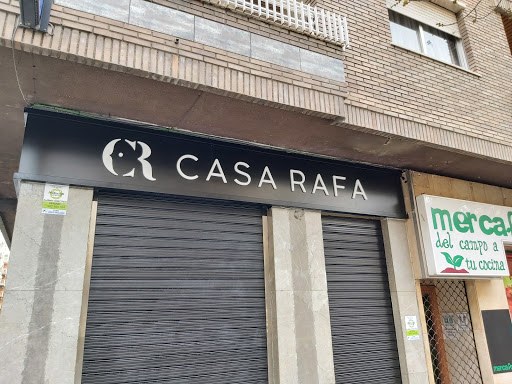 CR CASA RAFA
merca
del campo a
tu cocina